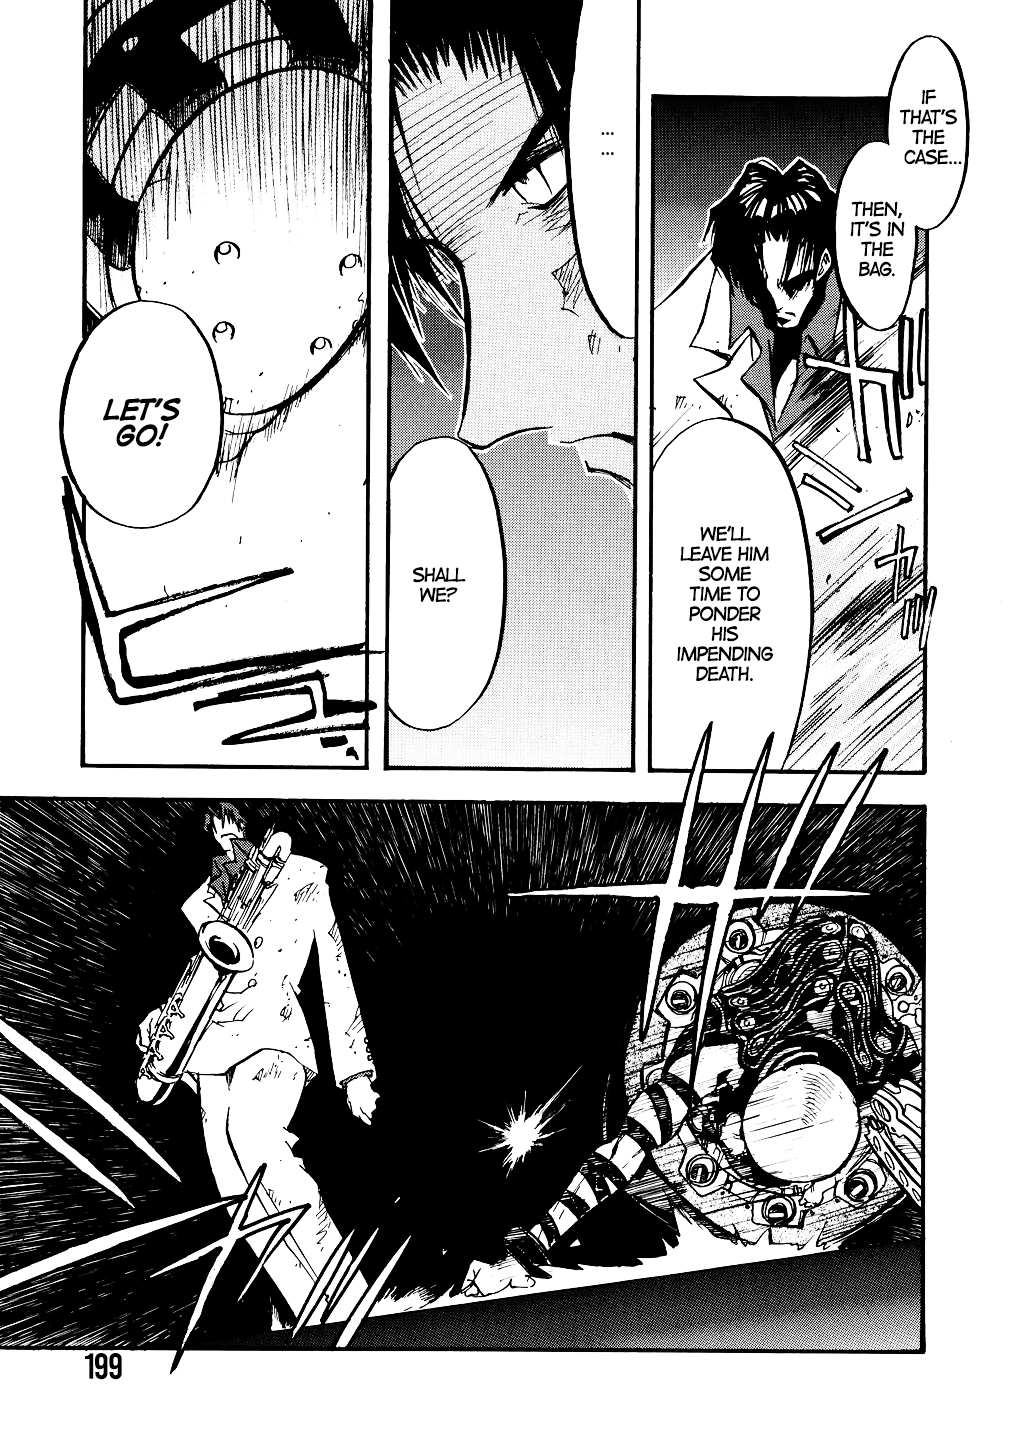 IF
THAT'S
THE
CASE...
THEN,
IT'S IN
THE
BAG.
WE'LL
LEAVE HIM
SOME
TIME TO
PONDER
HIS
IMPENDING
DEATH.
...
...
SHALL
WE?
LET'S
GO!
199